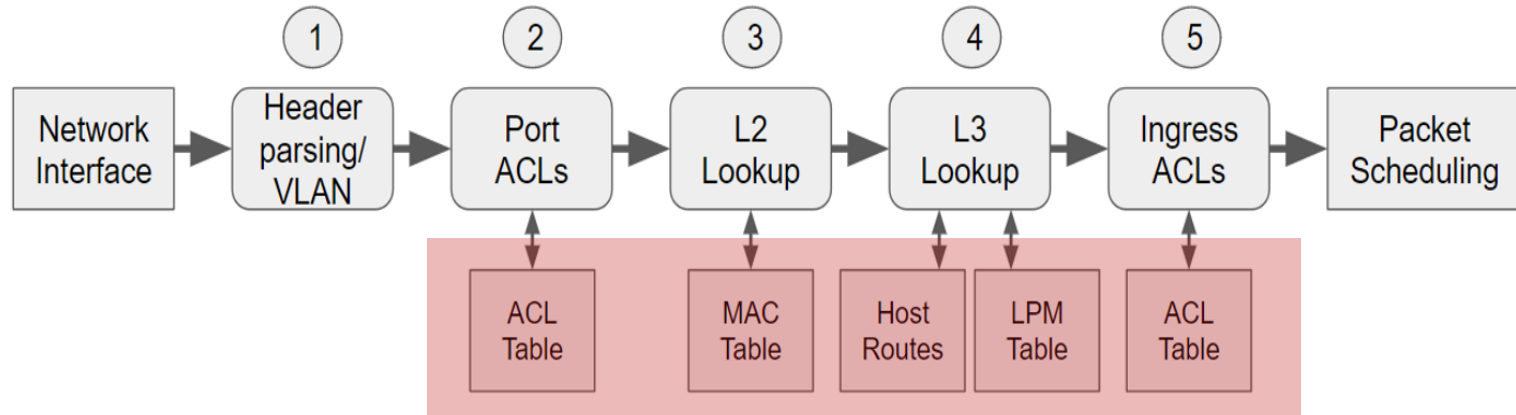 1
2
3
4
5
Network
Interface
Header
parsing/
VLAN
Port
ACLs
L2
Lookup
L3
Lookup
Ingress
ACLs
Packet
Scheduling
ACL
Table
MAC
Table
Host
Routes
LPM
Table
ACL
Table